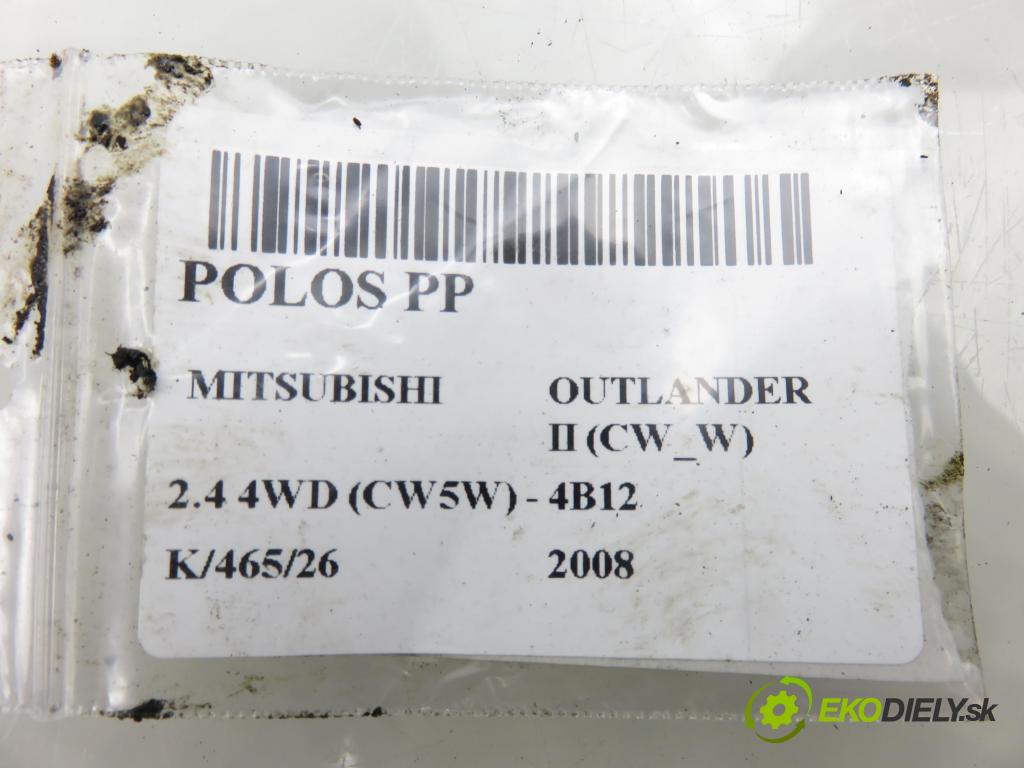 POLOS PP
MITSUBISHI OUTLANDER
II (CW_W)
2.4 4WD (CW5W) - 4B12
K/465/26 2008
EKODIELY.sk